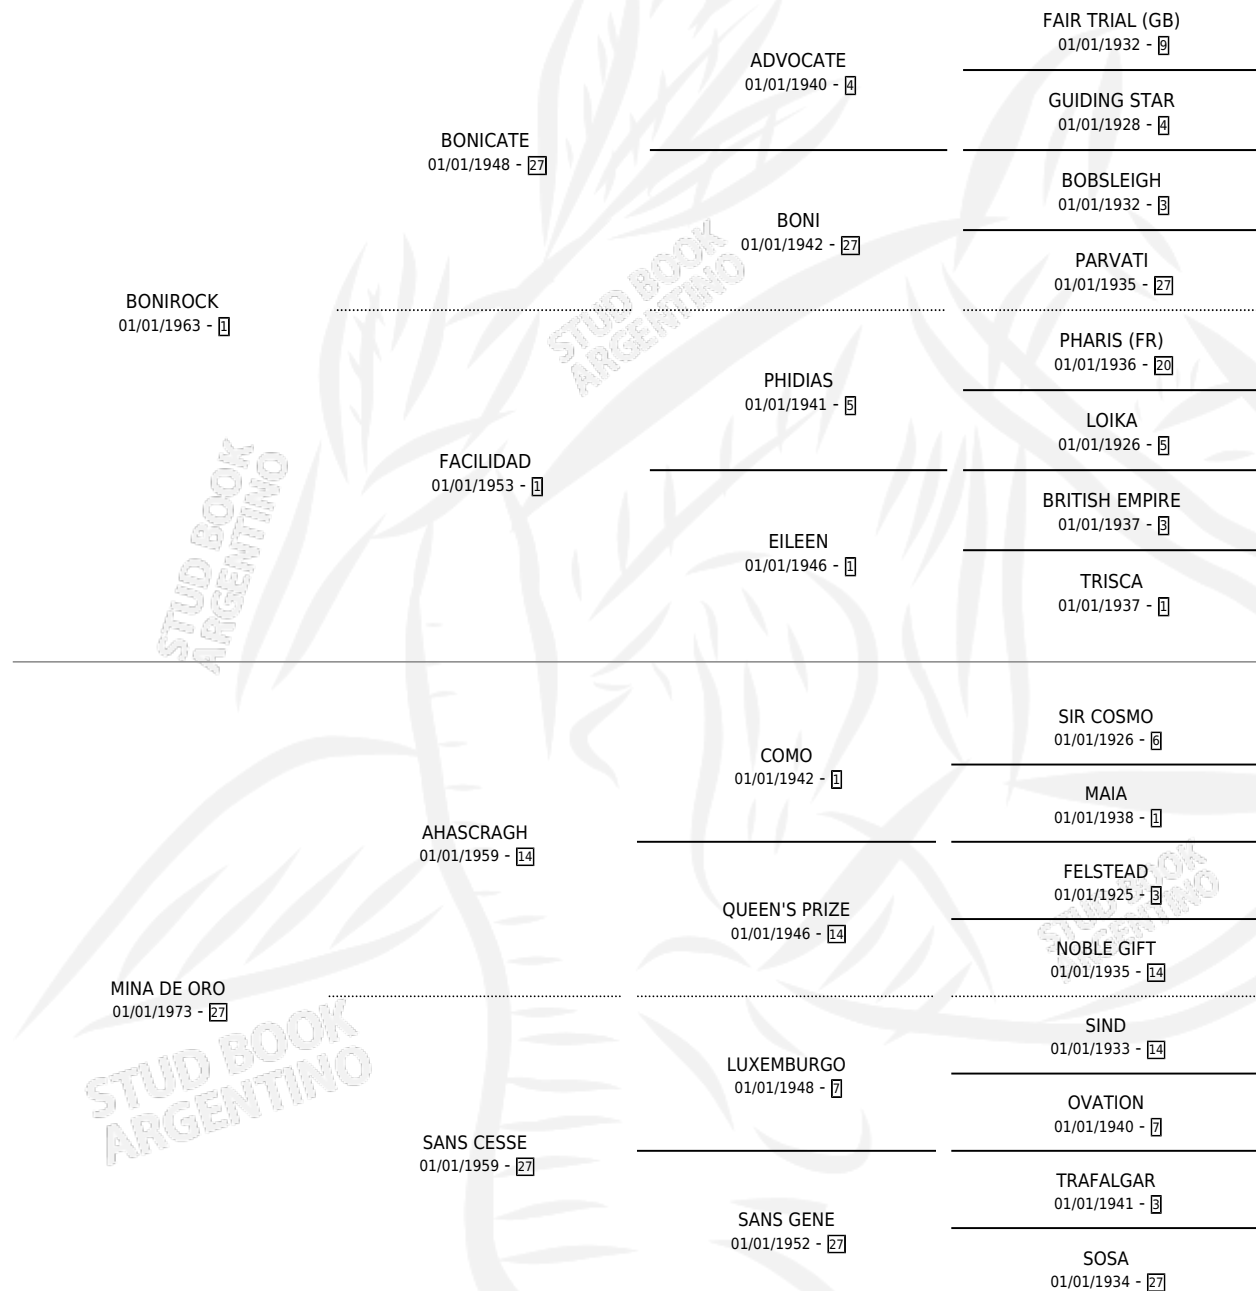 BONIROCK
01/01/1963 - 1
BONICATE
01/01/1948 - 27
ADVOCATE
01/01/1940 - 4
FAIR TRIAL (GB)
01/01/1932 - 9
GUIDING STAR
01/01/1928 - 4
BONI
01/01/1942 - 27
BOBSLEIGH
01/01/1932 - 3
PARVATI
01/01/1935 - 27
FACILIDAD
01/01/1953 - 1
PHIDIAS
01/01/1941 - 5
PHARIS (FR)
01/01/1936 - 20
LOIKA
01/01/1926 - 5
EILEEN
01/01/1946 - 1
BRITISH EMPIRE
01/01/1937 - 3
TRISCA
01/01/1937 - 1
MINA DE ORO
01/01/1973 - 27
AHASCRAGH
01/01/1959 - 14
COMO
01/01/1942 - 1
SIR COSMO
01/01/1926 - 6
MAIA
01/01/1938 - 1
QUEEN'S PRIZE
01/01/1946 - 14
FELSTEAD
01/01/1925 - 3
NOBLE GIFT
01/01/1935 - 14
SANS CESSE
01/01/1959 - 27
LUXEMBURGO
01/01/1948 - 7
SIND
01/01/1933 - 14
OVATION
01/01/1940 - 7
SANS GENE
01/01/1952 - 27
TRAFALGAR
01/01/1941 - 3
SOSA
01/01/1934 - 27
STUD BOOK
ARGENTINO
STUD BOOK
ARGENTINO
STUD BOOK
ARGENTINO
STUD BOOK
ARGENTINO